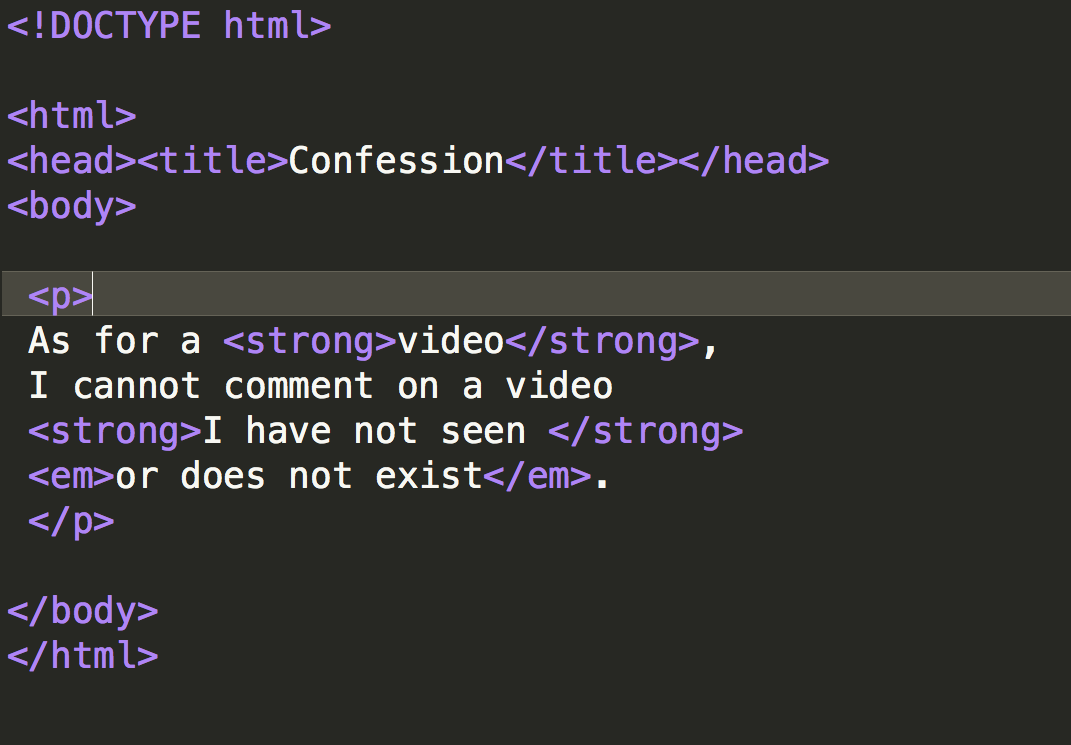 <!DOCTYPE html>
<html>
<head><title>Confession</title></head>
<body>
<p>
As for a <strong>video</strong>,
I cannot comment on a video
<strong>I have not seen </strong>
<em>or does not exist</em>.
</p>
</body>
</html>